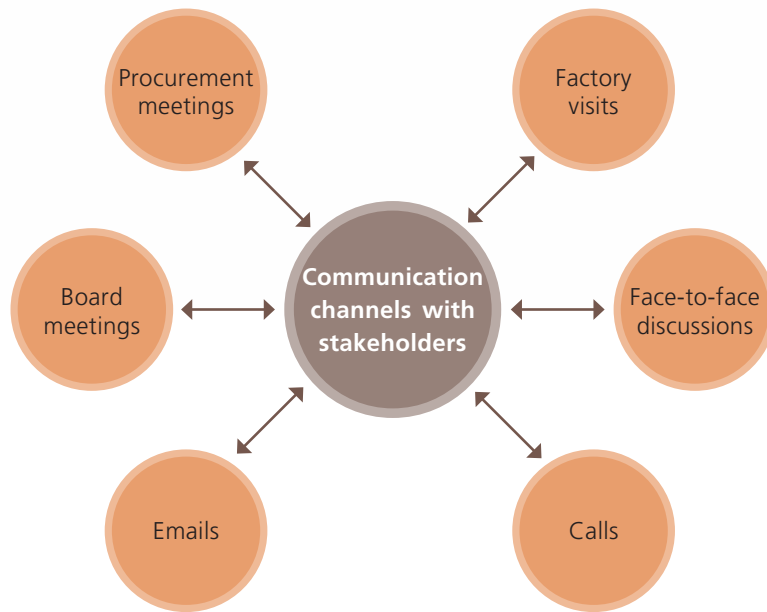 Procurement
meetings
Factory
visits
Communication
channels with
stakeholders
Board
meetings
Face-to-face
discussions
Emails
Calls